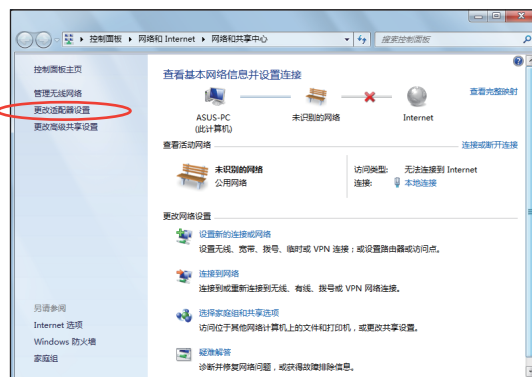 控制面板 ▸ 网络和 Internet ▸ 网络和共享中心
搜索控制面板
控制面板主页
管理无线网络
更改适配器设置
更改高级共享设置
另请参阅
Internet 选项
Windows 防火墙
家庭组
查看基本网络信息并设置连接
查看完整映射
ASUS-PC
(此计算机)
未识别的网络
Internet
查看活动网络
连接或断开连接
未识别的网络
公用网络
访问类型: 无法连接到 Internet
连接: 本地连接
更改网络设置
设置新的连接或网络
设置无线、宽带、拨号、临时或 VPN 连接；或设置路由器或访问点。
连接到网络
连接到或重新连接到无线、有线、拨号或 VPN 网络连接。
选择家庭组和共享选项
访问位于其他网络计算机上的文件和打印机，或更改共享设置。
疑难解答
诊断并修复网络问题，或获得故障排除信息。